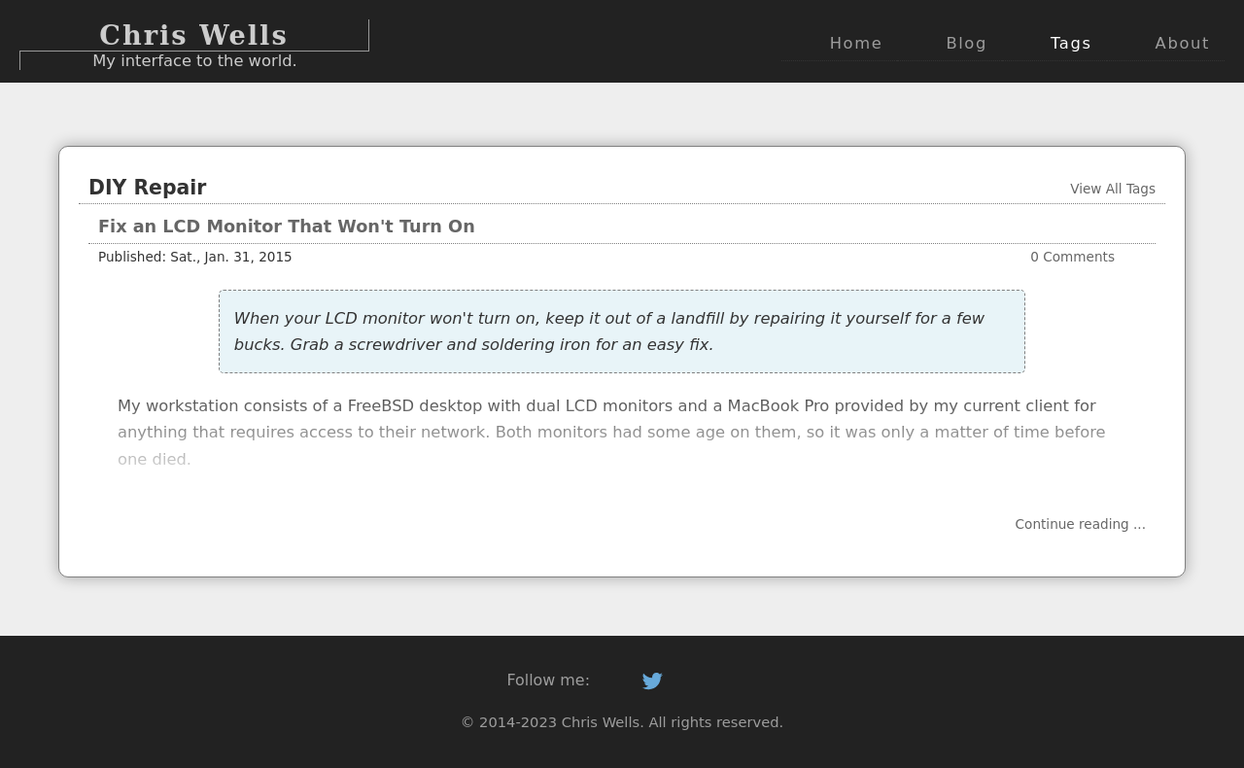 Chris Wells
My interface to the world.
Home Blog Tags About
DIY Repair
View All Tags
Fix an LCD Monitor That Won't Turn On
Published: Sat., Jan. 31, 2015
0 Comments
When your LCD monitor won't turn on, keep it out of a landfill by repairing it yourself for a few
bucks. Grab a screwdriver and soldering iron for an easy fix.
My workstation consists of a FreeBSD desktop with dual LCD monitors and a MacBook Pro provided by my current client for
anything that requires access to their network. Both monitors had some age on them, so it was only a matter of time before
one died.
Continue reading ...
Follow me:
© 2014-2023 Chris Wells. All rights reserved.